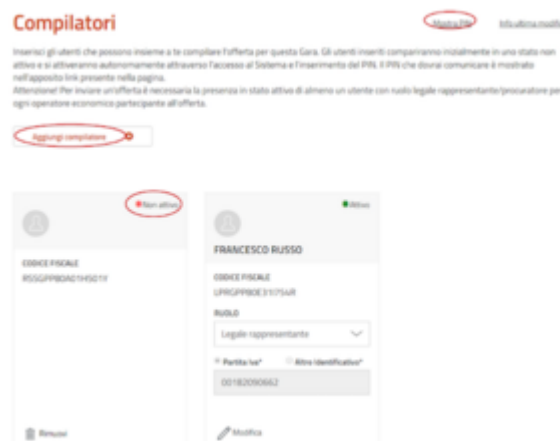 Compilatori
Mostra PIN
Info ultima modifica
Inserisci gli utenti che possono insieme a te compilare l'offerta per questa Gara. Gli utenti inseriti compariranno inizialmente in uno stato non
attivo e si attiveranno autonomamente attraverso l'accesso al Sistema e l'inserimento del PIN. Il PIN che dovrai comunicare è mostrato
nell'apposito link presente nella pagina.
Attenzione! Per inviare un'offerta è necessaria la presenza in stato attivo di almeno un utente con ruolo legale rappresentante/procuratore per
ogni operatore economico partecipante all'offerta.
Aggiungi compilatore
Non attivo
Attivo
FRANCESCO RUSSO
CODICE FISCALE
RSSGPP80A01H501Y
CODICE FISCALE
RUOLO
Legale rappresentante
Partita Iva*
Altro Identificativo*
00182090662
Rimuovi
Modifica